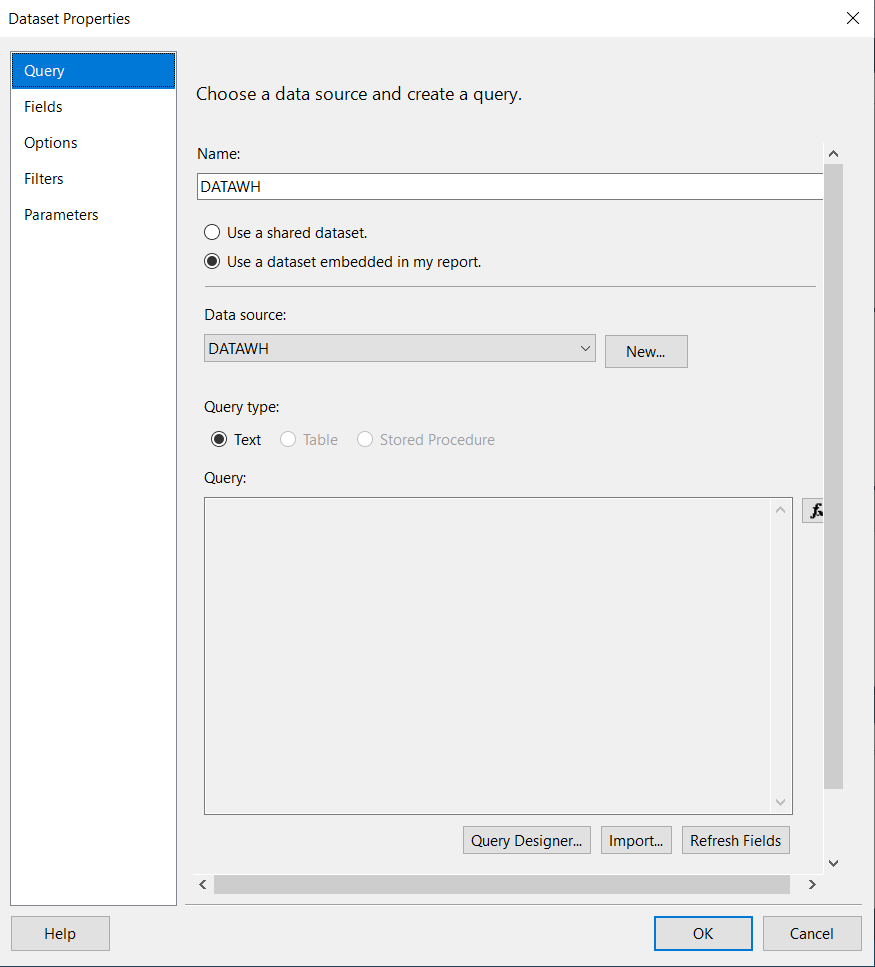 Dataset Properties
Query
Fields
Options
Filters
Parameters
Choose a data source and create a query.
Name:
DATAWH
Use a shared dataset.
Use a dataset embedded in my report.
Data source:
DATAWH
New...
Query type:
Text Table Stored Procedure
Query:
fx
Query Designer... Import... Refresh Fields
Help OK Cancel